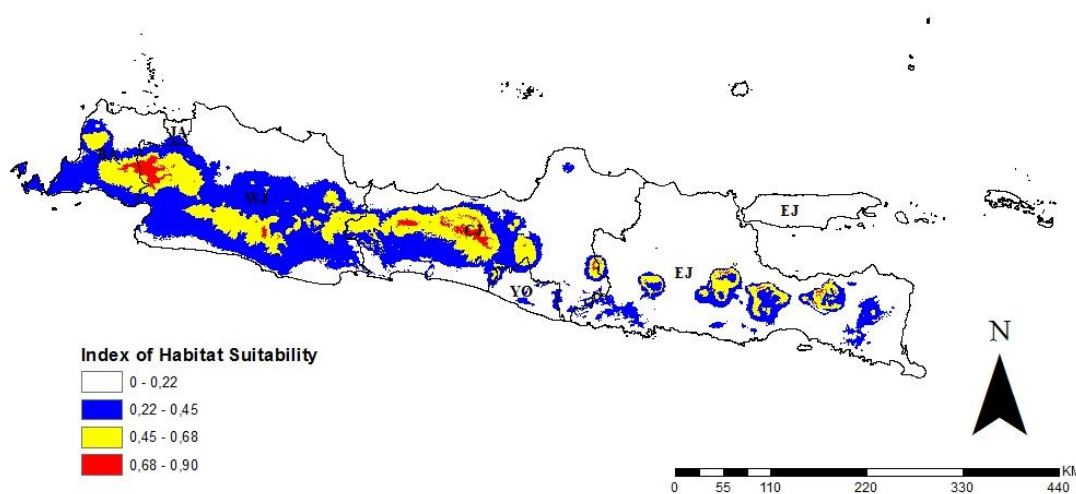 JA
WJ
EJ
CJ
EJ
YO
N
Index of Habitat Suitability
0 - 0,22
0,22 - 0,45
0,45 - 0,68
0,68 - 0,90
KM
0 55 110 220 330 440